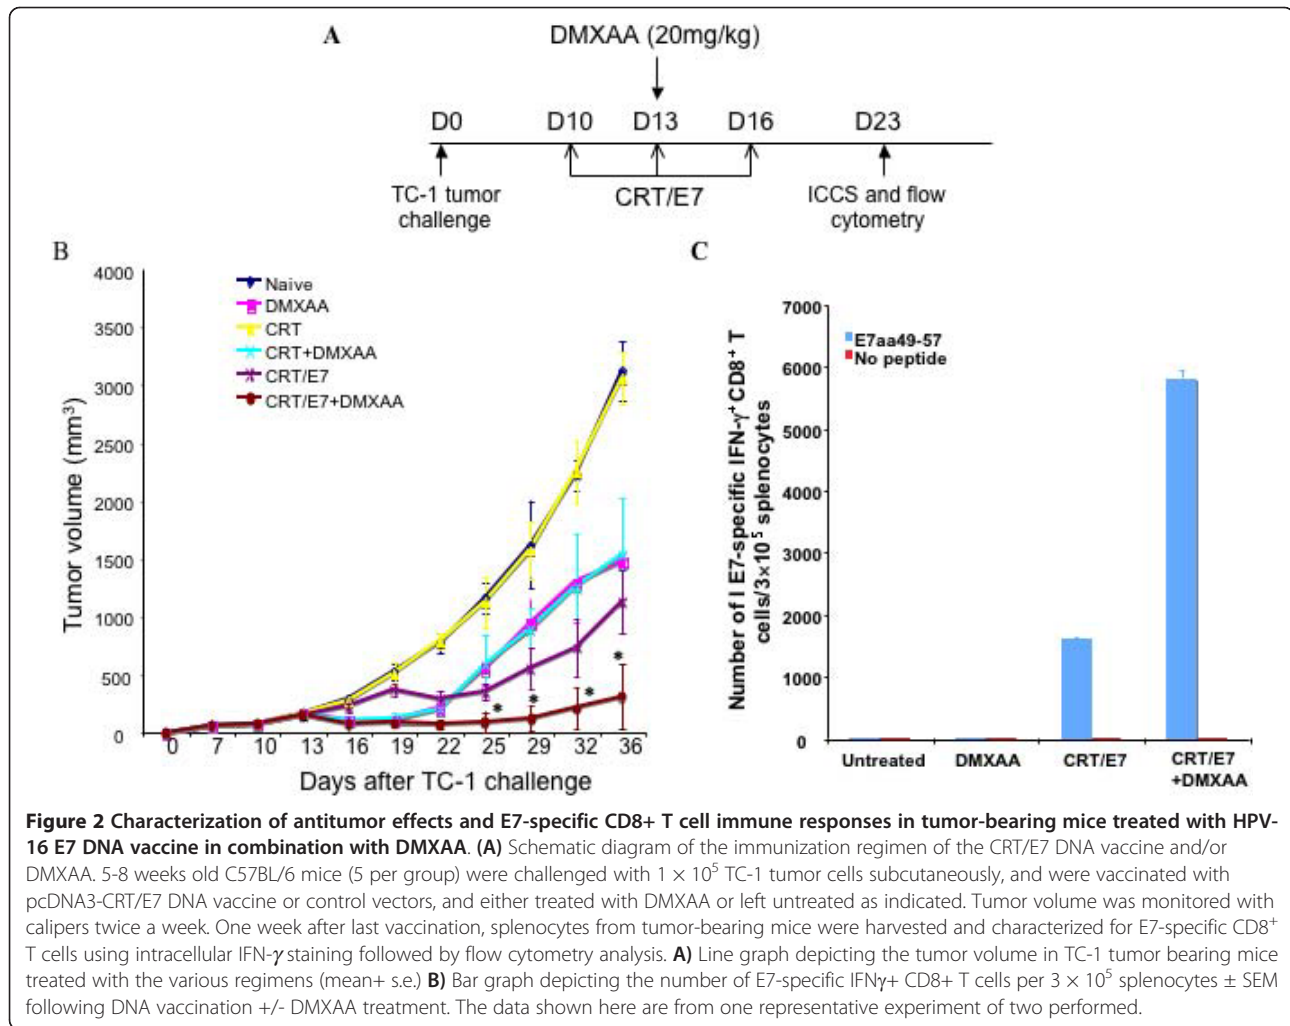 A
DMXAA (20mg/kg)
D0 D10 D13 D16 D23
TC-1 tumor
challenge
CRT/E7
ICCS and flow
cytometry
B
Naive
DMXAA
CRT
CRT+DMXAA
CRT/E7
CRT/E7+DMXAA
Tumor volume (mm³)
4000
3500
3000
2500
2000
1500
1000
500
0
* * * *
0 7 10 13 16 19 22 25 29 32 36
Days after TC-1 challenge
C
E7aa49-57
No peptide
Number of I E7-specific IFN-γ⁺ CD8⁺ T
cells/3×10⁵ splenocytes
7000
6000
5000
4000
3000
2000
1000
0
Untreated DMXAA CRT/E7 CRT/E7
+DMXAA
Figure 2 Characterization of antitumor effects and E7-specific CD8+ T cell immune responses in tumor-bearing mice treated with HPV-
16 E7 DNA vaccine in combination with DMXAA. (A) Schematic diagram of the immunization regimen of the CRT/E7 DNA vaccine and/or
DMXAA. 5-8 weeks old C57BL/6 mice (5 per group) were challenged with 1 × 10⁵ TC-1 tumor cells subcutaneously, and were vaccinated with
pcDNA3-CRT/E7 DNA vaccine or control vectors, and either treated with DMXAA or left untreated as indicated. Tumor volume was monitored with
calipers twice a week. One week after last vaccination, splenocytes from tumor-bearing mice were harvested and characterized for E7-specific CD8⁺
T cells using intracellular IFN-γ staining followed by flow cytometry analysis. A) Line graph depicting the tumor volume in TC-1 tumor bearing mice
treated with the various regimens (mean+ s.e.) B) Bar graph depicting the number of E7-specific IFNγ+ CD8+ T cells per 3 × 10⁵ splenocytes ± SEM
following DNA vaccination +/- DMXAA treatment. The data shown here are from one representative experiment of two performed.